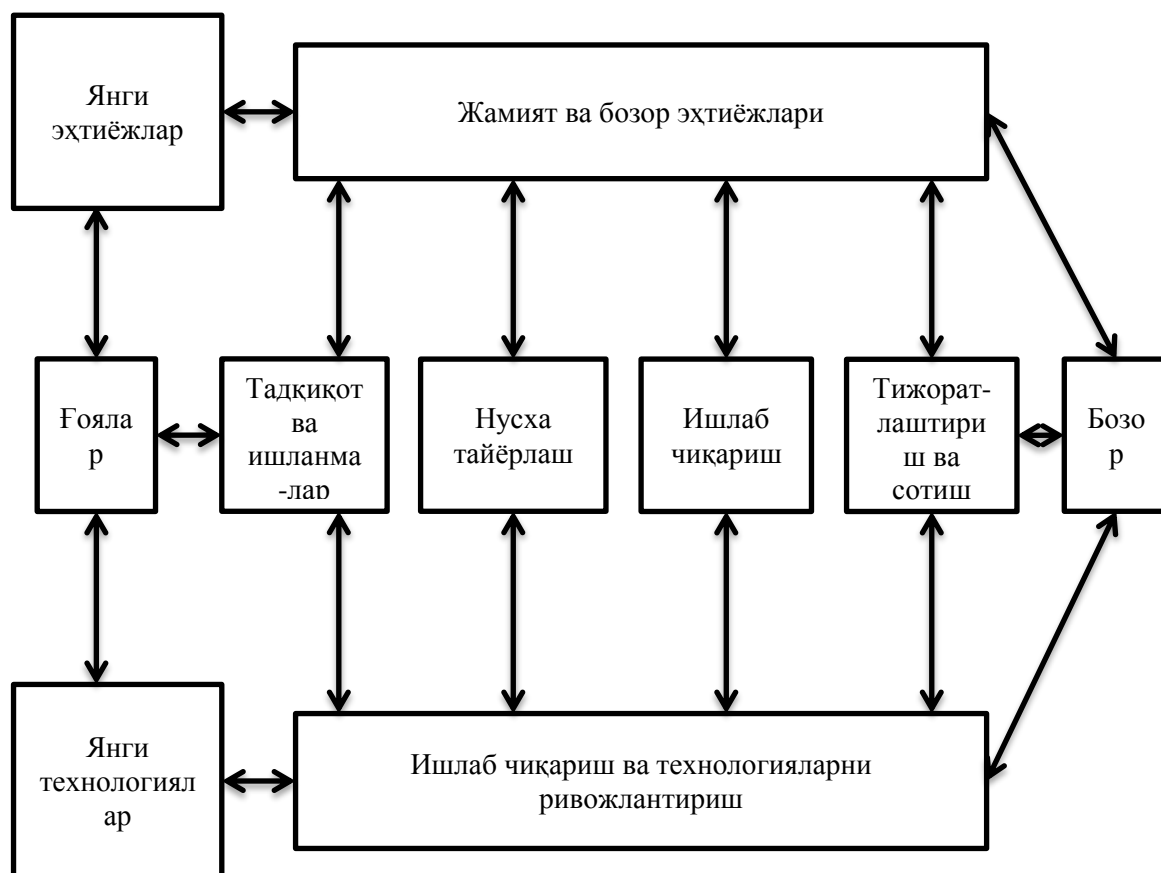 Янги
эҳтиёжлар
Жамият ва бозор эҳтиёжлари
Ғояла
р
Тадқиқот
ва
ишланма
-лар
Нусха
тайёрлаш
Ишлаб
чиқариш
Тижорат-
лаштири
ш ва
сотиш
Бозо
р
Янги
технологиял
ар
Ишлаб чиқариш ва технологияларни
ривожлантириш